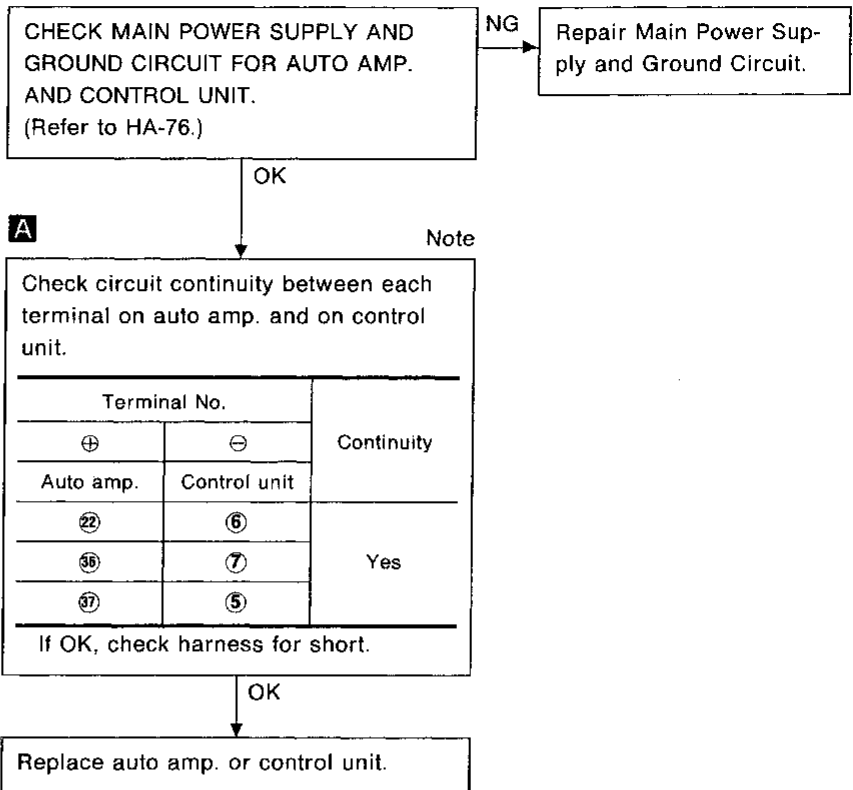 CHECK MAIN POWER SUPPLY AND
GROUND CIRCUIT FOR AUTO AMP.
AND CONTROL UNIT.
(Refer to HA-76.)
NG
Repair Main Power Sup-
ply and Ground Circuit.
OK
A
Note
Check circuit continuity between each
terminal on auto amp. and on control
unit.
Terminal No.
⊕ ⊖ Continuity
Auto amp. Control unit
㉒ ⑥
⑦ Yes
㊲ ⑤
If OK, check harness for short.
OK
Replace auto amp. or control unit.